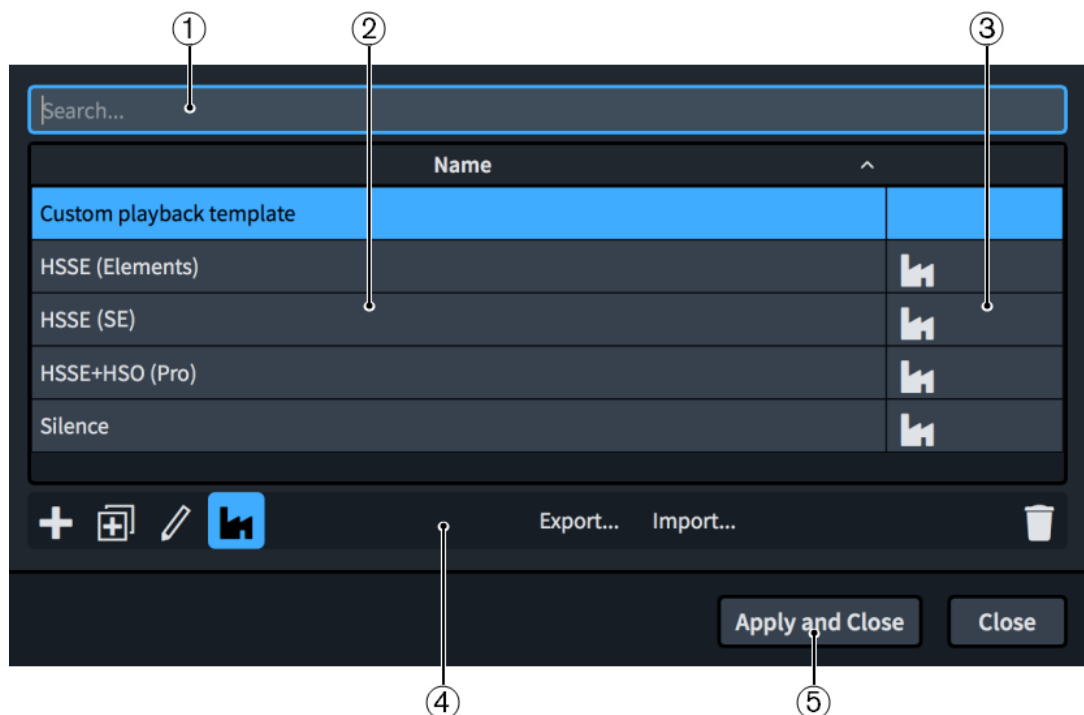 ① ② ③
Search...
Name
Custom playback template
HSSE (Elements)
HSSE (SE)
HSSE+HSO (Pro)
Silence
Export... Import...
Apply and Close Close
④ ⑤